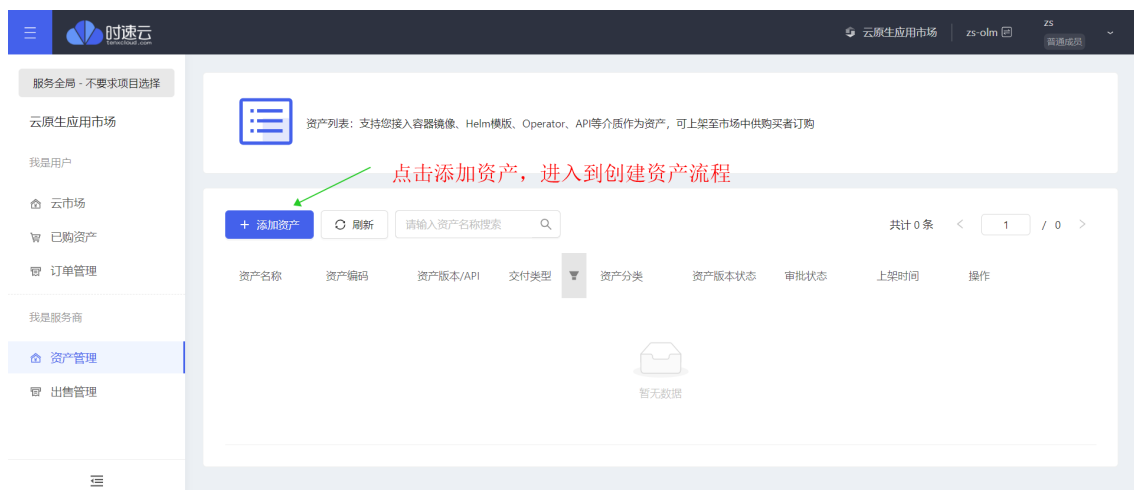 时速云
tenxcloud.com
云原生应用市场
zs-olm
zs
普通成员
服务全局 - 不要求项目选择
云原生应用市场
我是用户
云市场
已购资产
订单管理
我是服务商
资产管理
出售管理
资产列表：支持您接入容器镜像、Helm模版、Operator、API等介质作为资产，可上架至市场中供购买者订购
点击添加资产，进入到创建资产流程
+ 添加资产
刷新
请输入资产名称搜索
共计 0 条 < 1 / 0 >
资产名称 资产编码 资产版本/API 交付类型 资产分类 资产版本状态 审批状态 上架时间 操作
暂无数据